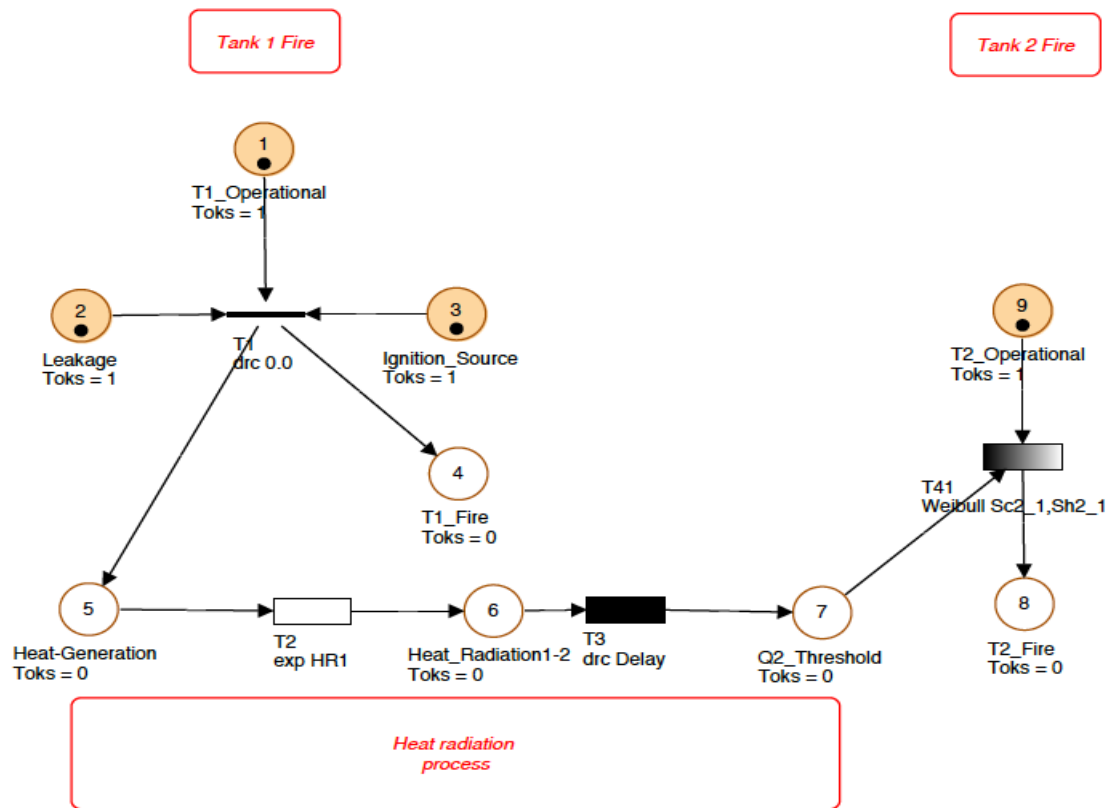 Tank 1 Fire
Tank 2 Fire
1
T1_Operational
Toks = 1
2
Leakage
Toks = 1
T1
drc 0.0
3
Ignition_Source
Toks = 1
9
T2_Operational
Toks = 1
4
T1_Fire
Toks = 0
T41
Weibull Sc2_1,Sh2_1
5
Heat-Generation
Toks = 0
T2
exp HR1
6
Heat_Radiation1-2
Toks = 0
T3
drc Delay
7
Q2_Threshold
Toks = 0
8
T2_Fire
Toks = 0
Heat radiation
process